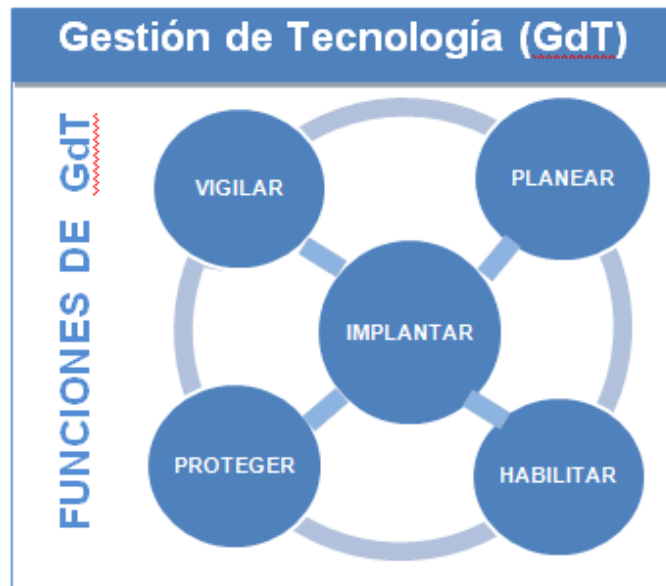 Gestión de Tecnología (GdT)
FUNCIONES DE GdT
VIGILAR
PLANEAR
IMPLANTAR
PROTEGER
HABILITAR